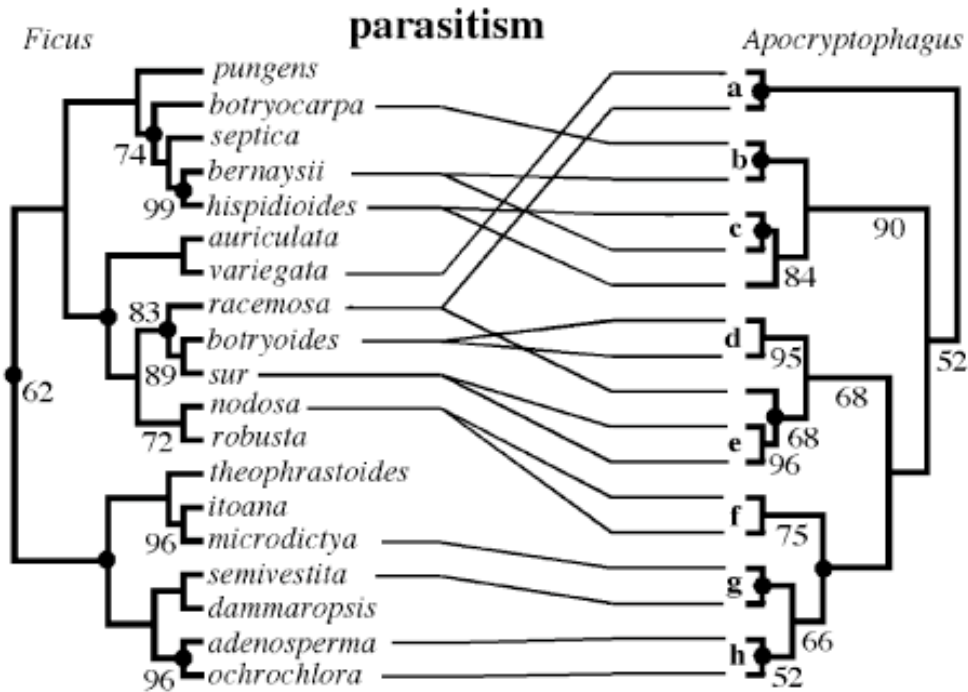 parasitism
Ficus
Apocryptophagus
pungens
botryocarpa
septica
74
bernaysii
99
hispidioides
auriculata
variegata
83
racemosa
botryoides
89
sur
62
nodosa
72
robusta
theophrastoides
itoana
96
microdictya
semivestita
dammaropsis
adenosperma
96
ochrochlora
a
b
90
c
84
d
95
52
68
68
e
96
f
75
g
66
h
52